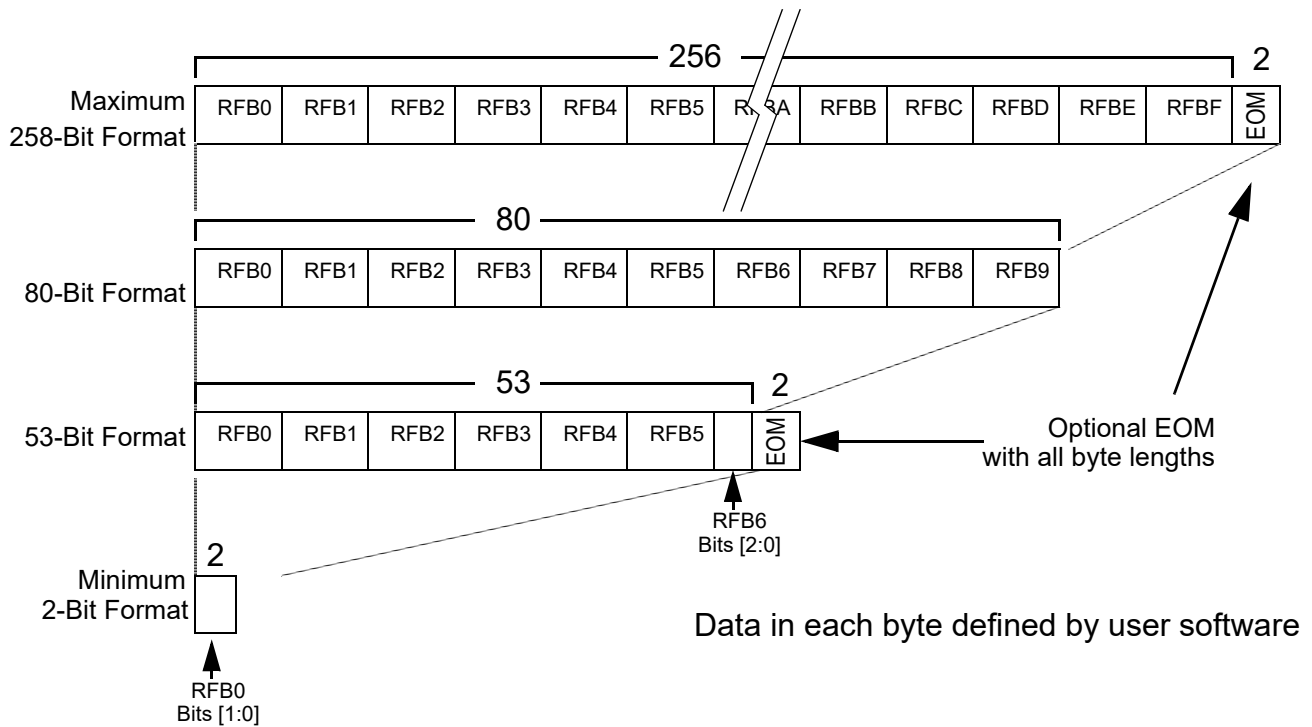 256
2
Maximum
258-Bit Format
RFB0 RFB1 RFB2 RFB3 RFB4 RFB5 RFBA RFBB RFBC RFBD RFBE RFBF EOM
80
80-Bit Format
RFB0 RFB1 RFB2 RFB3 RFB4 RFB5 RFB6 RFB7 RFB8 RFB9
53
2
53-Bit Format
RFB0 RFB1 RFB2 RFB3 RFB4 RFB5 EOM
Optional EOM
with all byte lengths
RFB6
Bits [2:0]
2
Minimum
2-Bit Format
RFB0
Bits [1:0]
Data in each byte defined by user software